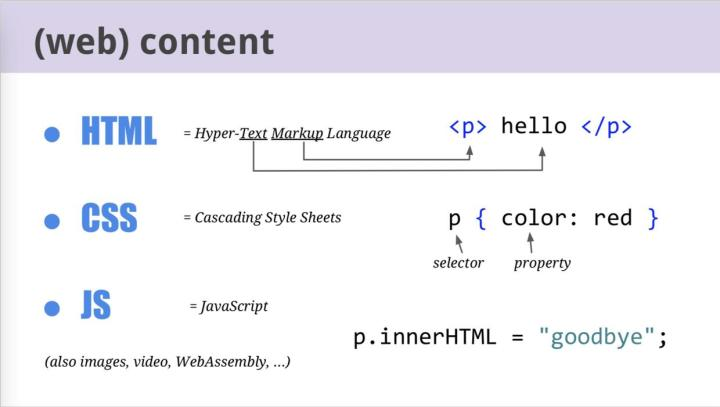 (web) content
HTML = Hyper-Text Markup Language <p> hello </p>
CSS = Cascading Style Sheets p { color: red }
selector property
JS = JavaScript
p.innerHTML = "goodbye";
(also images, video, WebAssembly, ...)